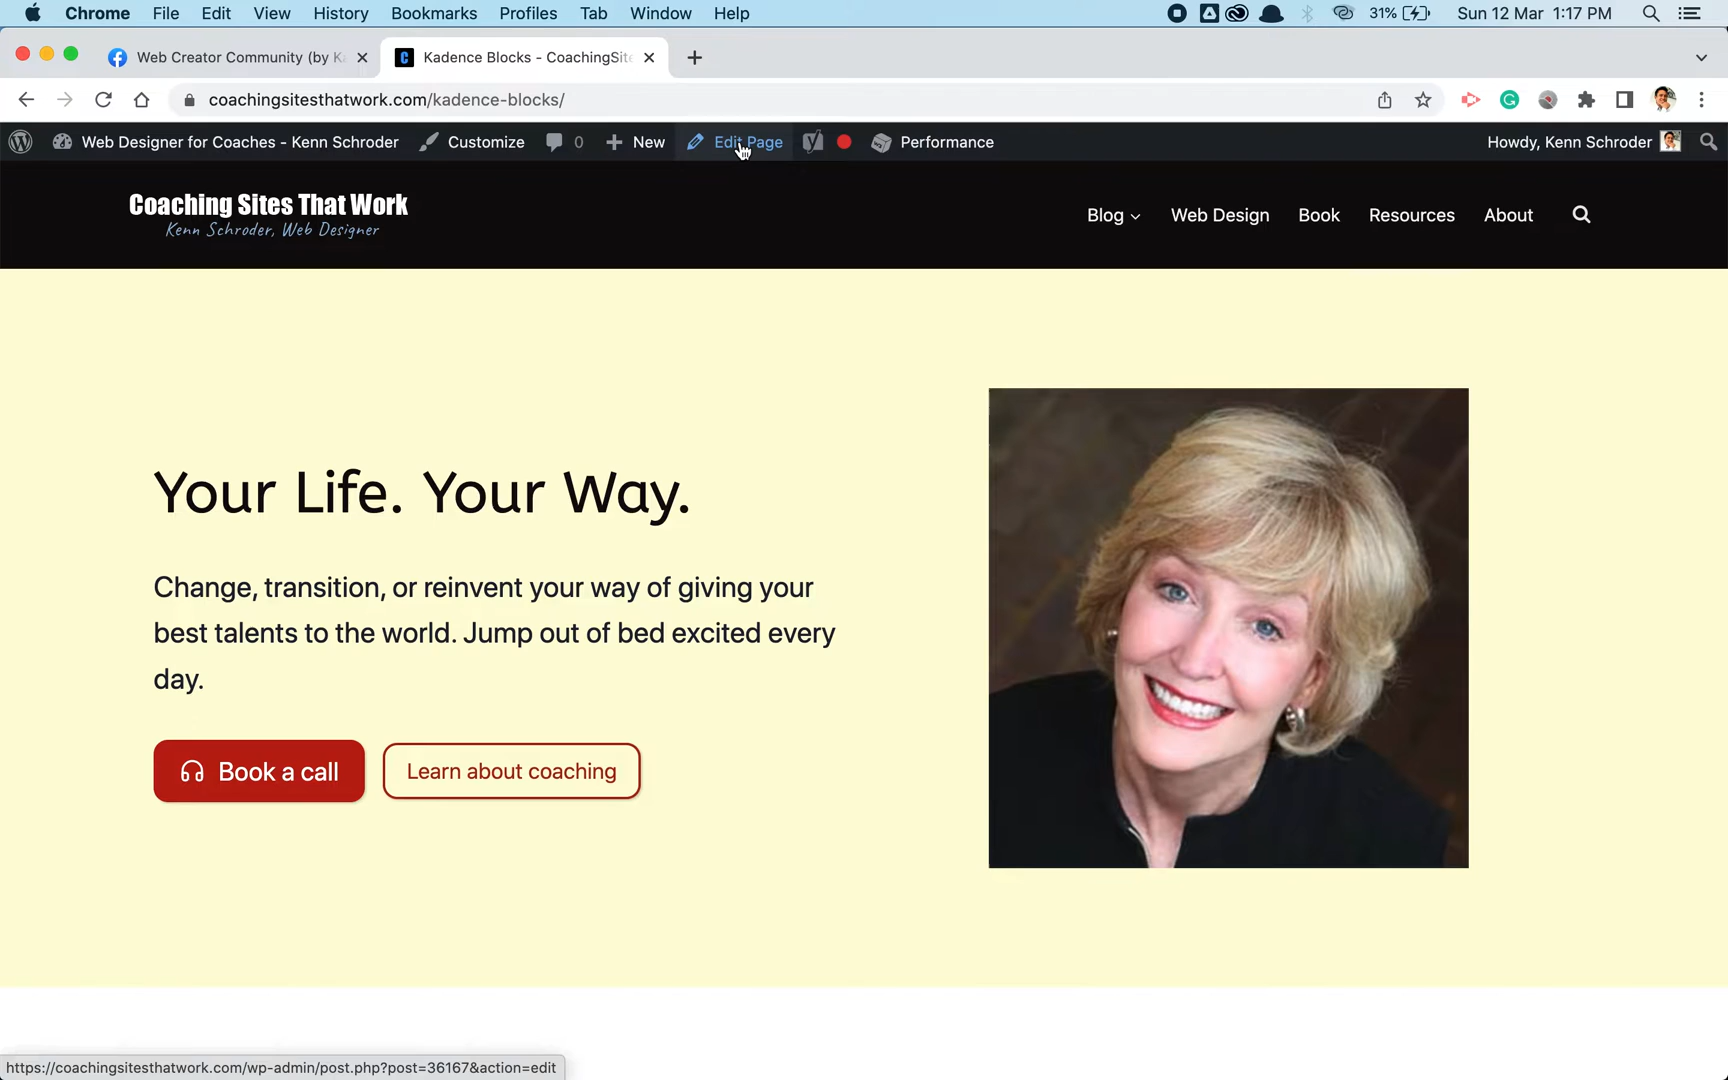 Chrome File Edit View History Bookmarks Profiles Tab Window Help 31% Sun 12 Mar 1:17 PM
Web Creator Community (by K Kadence Blocks - CoachingSite
coachingsitesthatwork.com/kadence-blocks/
Web Designer for Coaches - Kenn Schroder Customize 0 New Edit Page Performance Howdy, Kenn Schroder
Coaching Sites That Work
Kenn Schroder, Web Designer
Blog Web Design Book Resources About
Your Life. Your Way.
Change, transition, or reinvent your way of giving your
best talents to the world. Jump out of bed excited every
day.
Book a call Learn about coaching
https://coachingsitesthatwork.com/wp-admin/post.php?post=36167&action=edit